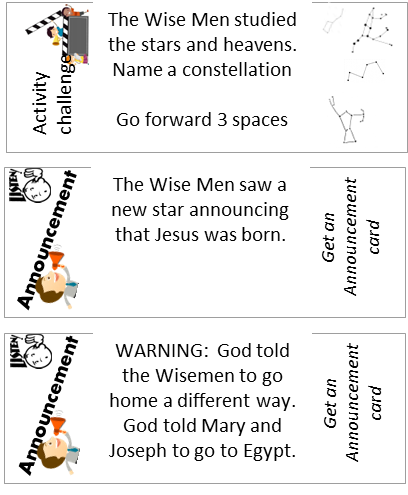 Activity
challenge
The Wise Men studied
the stars and heavens.
Name a constellation
Go forward 3 spaces
LISTEN
Announcement
The Wise Men saw a
new star announcing
that Jesus was born.
Get an
Announcement
card
LISTEN
Announcement
WARNING:  God told
the Wisemen to go
home a different way.
God told Mary and
Joseph to go to Egypt.
Get an
Announcement
card